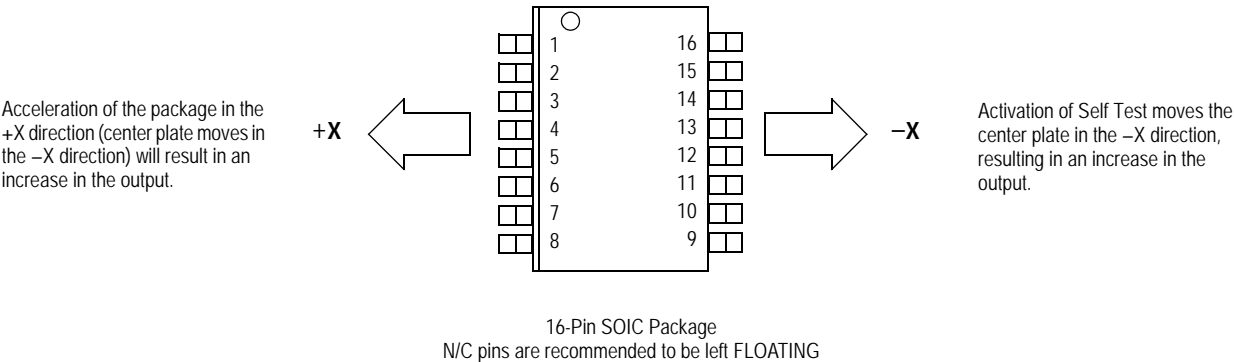 Acceleration of the package in the
+X direction (center plate moves in
the –X direction) will result in an
increase in the output.
+X
1
2
3
4
5
6
7
8
16
15
14
13
12
11
10
9
–X
Activation of Self Test moves the
center plate in the –X direction,
resulting in an increase in the
output.
16-Pin SOIC Package
N/C pins are recommended to be left FLOATING